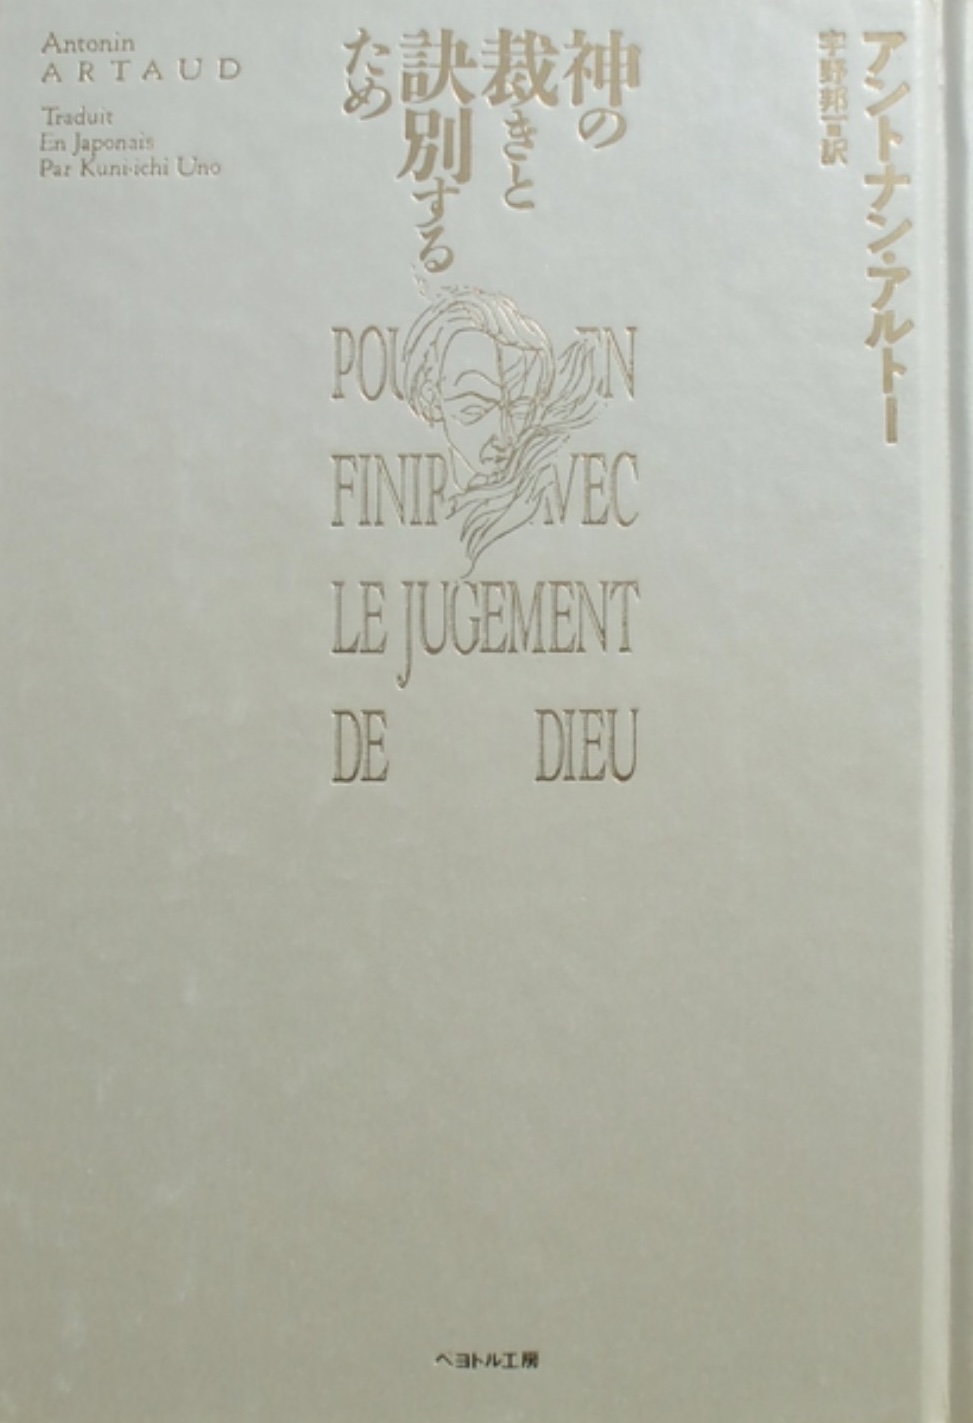 アントナン・アルトー
宇野邦一訳
神の
裁きと
訣別する
ため
Antonin
ARTAUD
Traduit
En Japonais
Par Kuni-ichi Uno
POU EN
FINIR AVEC
LE JUGEMENT
DE DIEU
ペヨトル工房